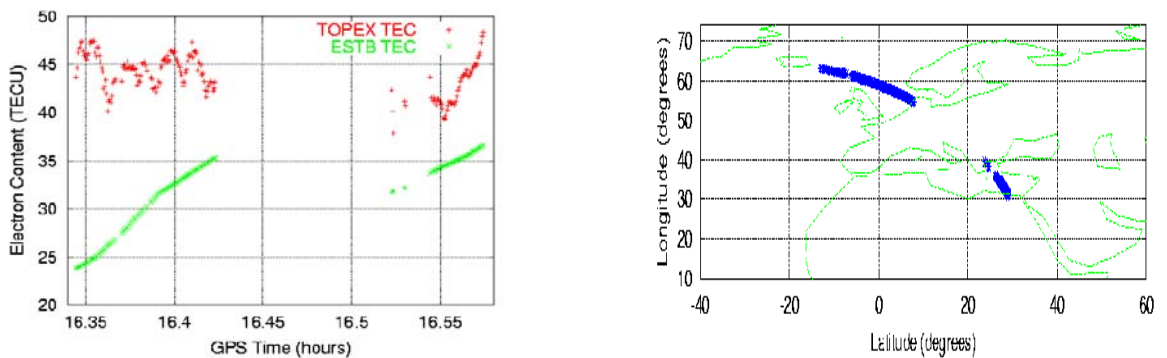 50
45
40
35
30
25
20
Electron Content (TECU)
TOPEX TEC
ESTB TEC
16.35 16.4 16.45 16.5 16.55
GPS Time (hours)
70
60
50
40
30
20
10
Longitude (degrees)
-40 -20 0 20 40 60
Latitude (degrees)